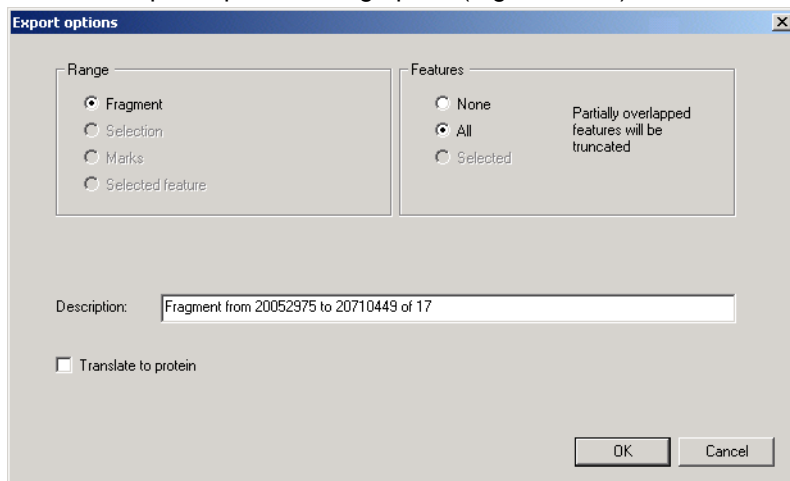 Export options
Range
Fragment
Selection
Marks
Selected feature
Features
None
All
Selected
Partially overlapped
features will be
truncated
Description:
Fragment from 20052975 to 20710449 of 17
Translate to protein
OK
Cancel